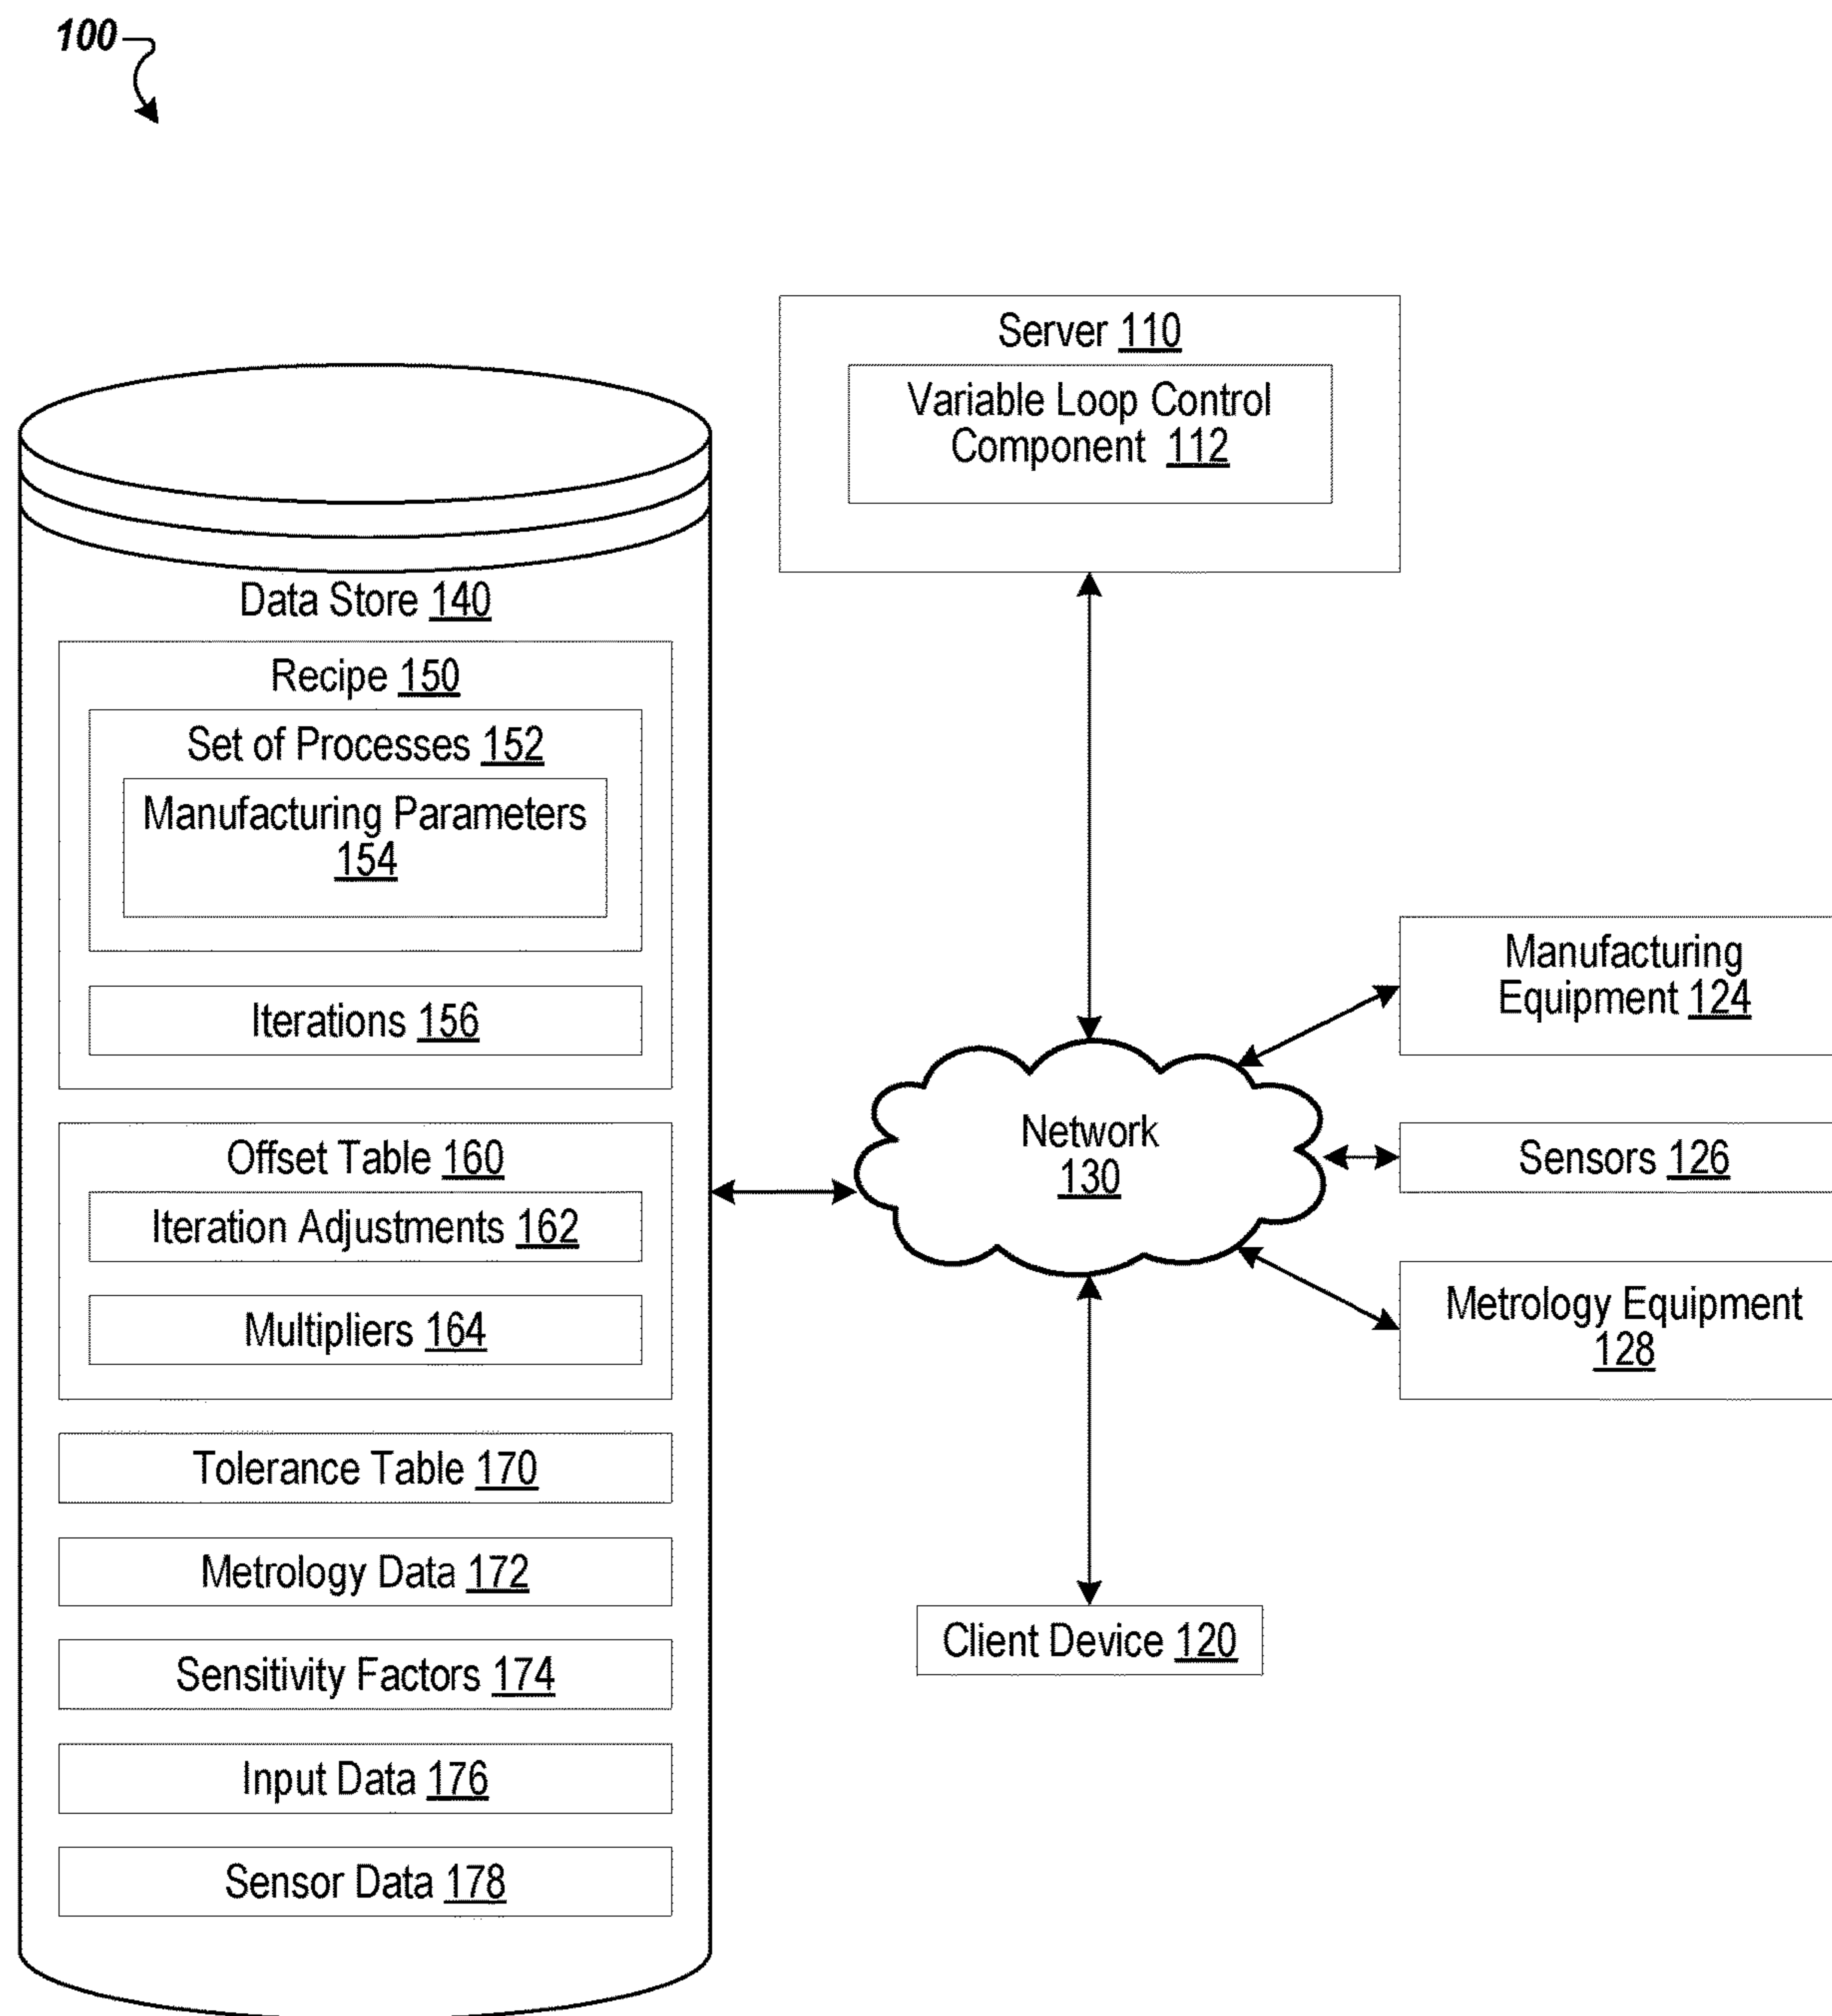 100
Server 110
Variable Loop Control
Component 112
Data Store 140
Recipe 150
Set of Processes 152
Manufacturing Parameters
154
Iterations 156
Offset Table 160
Iteration Adjustments 162
Multipliers 164
Tolerance Table 170
Metrology Data 172
Sensitivity Factors 174
Input Data 176
Sensor Data 178
Network
130
Manufacturing
Equipment 124
Sensors 126
Metrology Equipment
128
Client Device 120